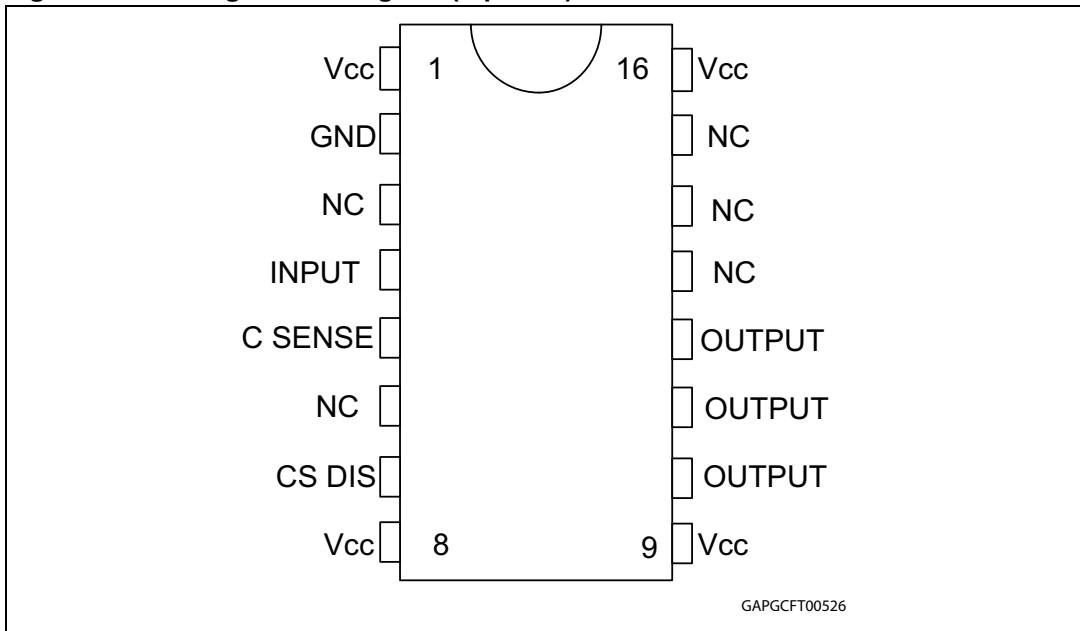 Vcc 1 16 Vcc
GND NC
NC NC
INPUT NC
C SENSE OUTPUT
NC OUTPUT
CS DIS OUTPUT
Vcc 8 9 Vcc
GAPGCFT00526